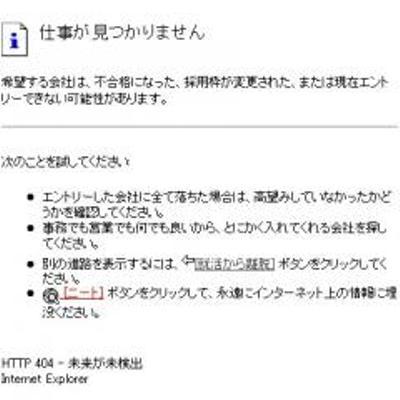 仕事が見つかりません
希望する会社は、不合格になった、採用枠が変更された、または現在エント
リーできない可能性があります。
次のことを試してください
● エントリーした会社に全て落ちた場合は、高望みしていなかったかど
うかを確認してください。
● 事務でも営業でも何でも良いから、とにかく入れてくれる会社を探し
てください。
● 別の道路を表示するには、[就活から離脱] ボタンをクリックしてく
ださい。
● [ニート] ボタンをクリックして、永遠にインターネット上の情報に埋
没ください。
HTTP 404 - 未来が未検出
Internet Explorer